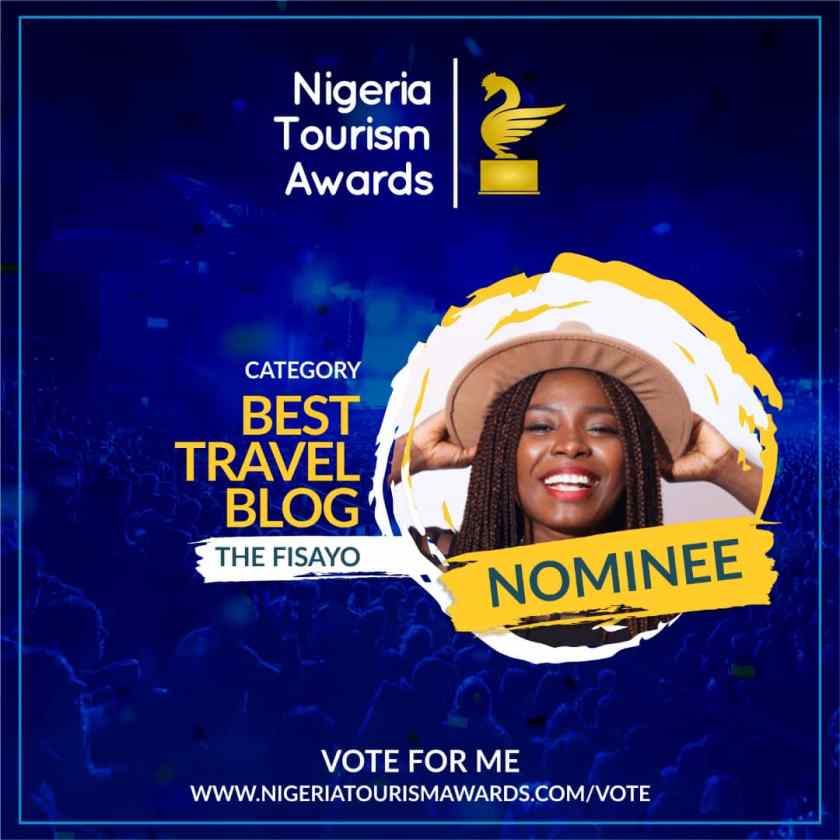 Nigeria
Tourism
Awards
CATEGORY
BEST
TRAVEL
BLOG
THE FISAYO
NOMINEE
VOTE FOR ME
WWW.NIGERIATOURISMAWARDS.COM/VOTE